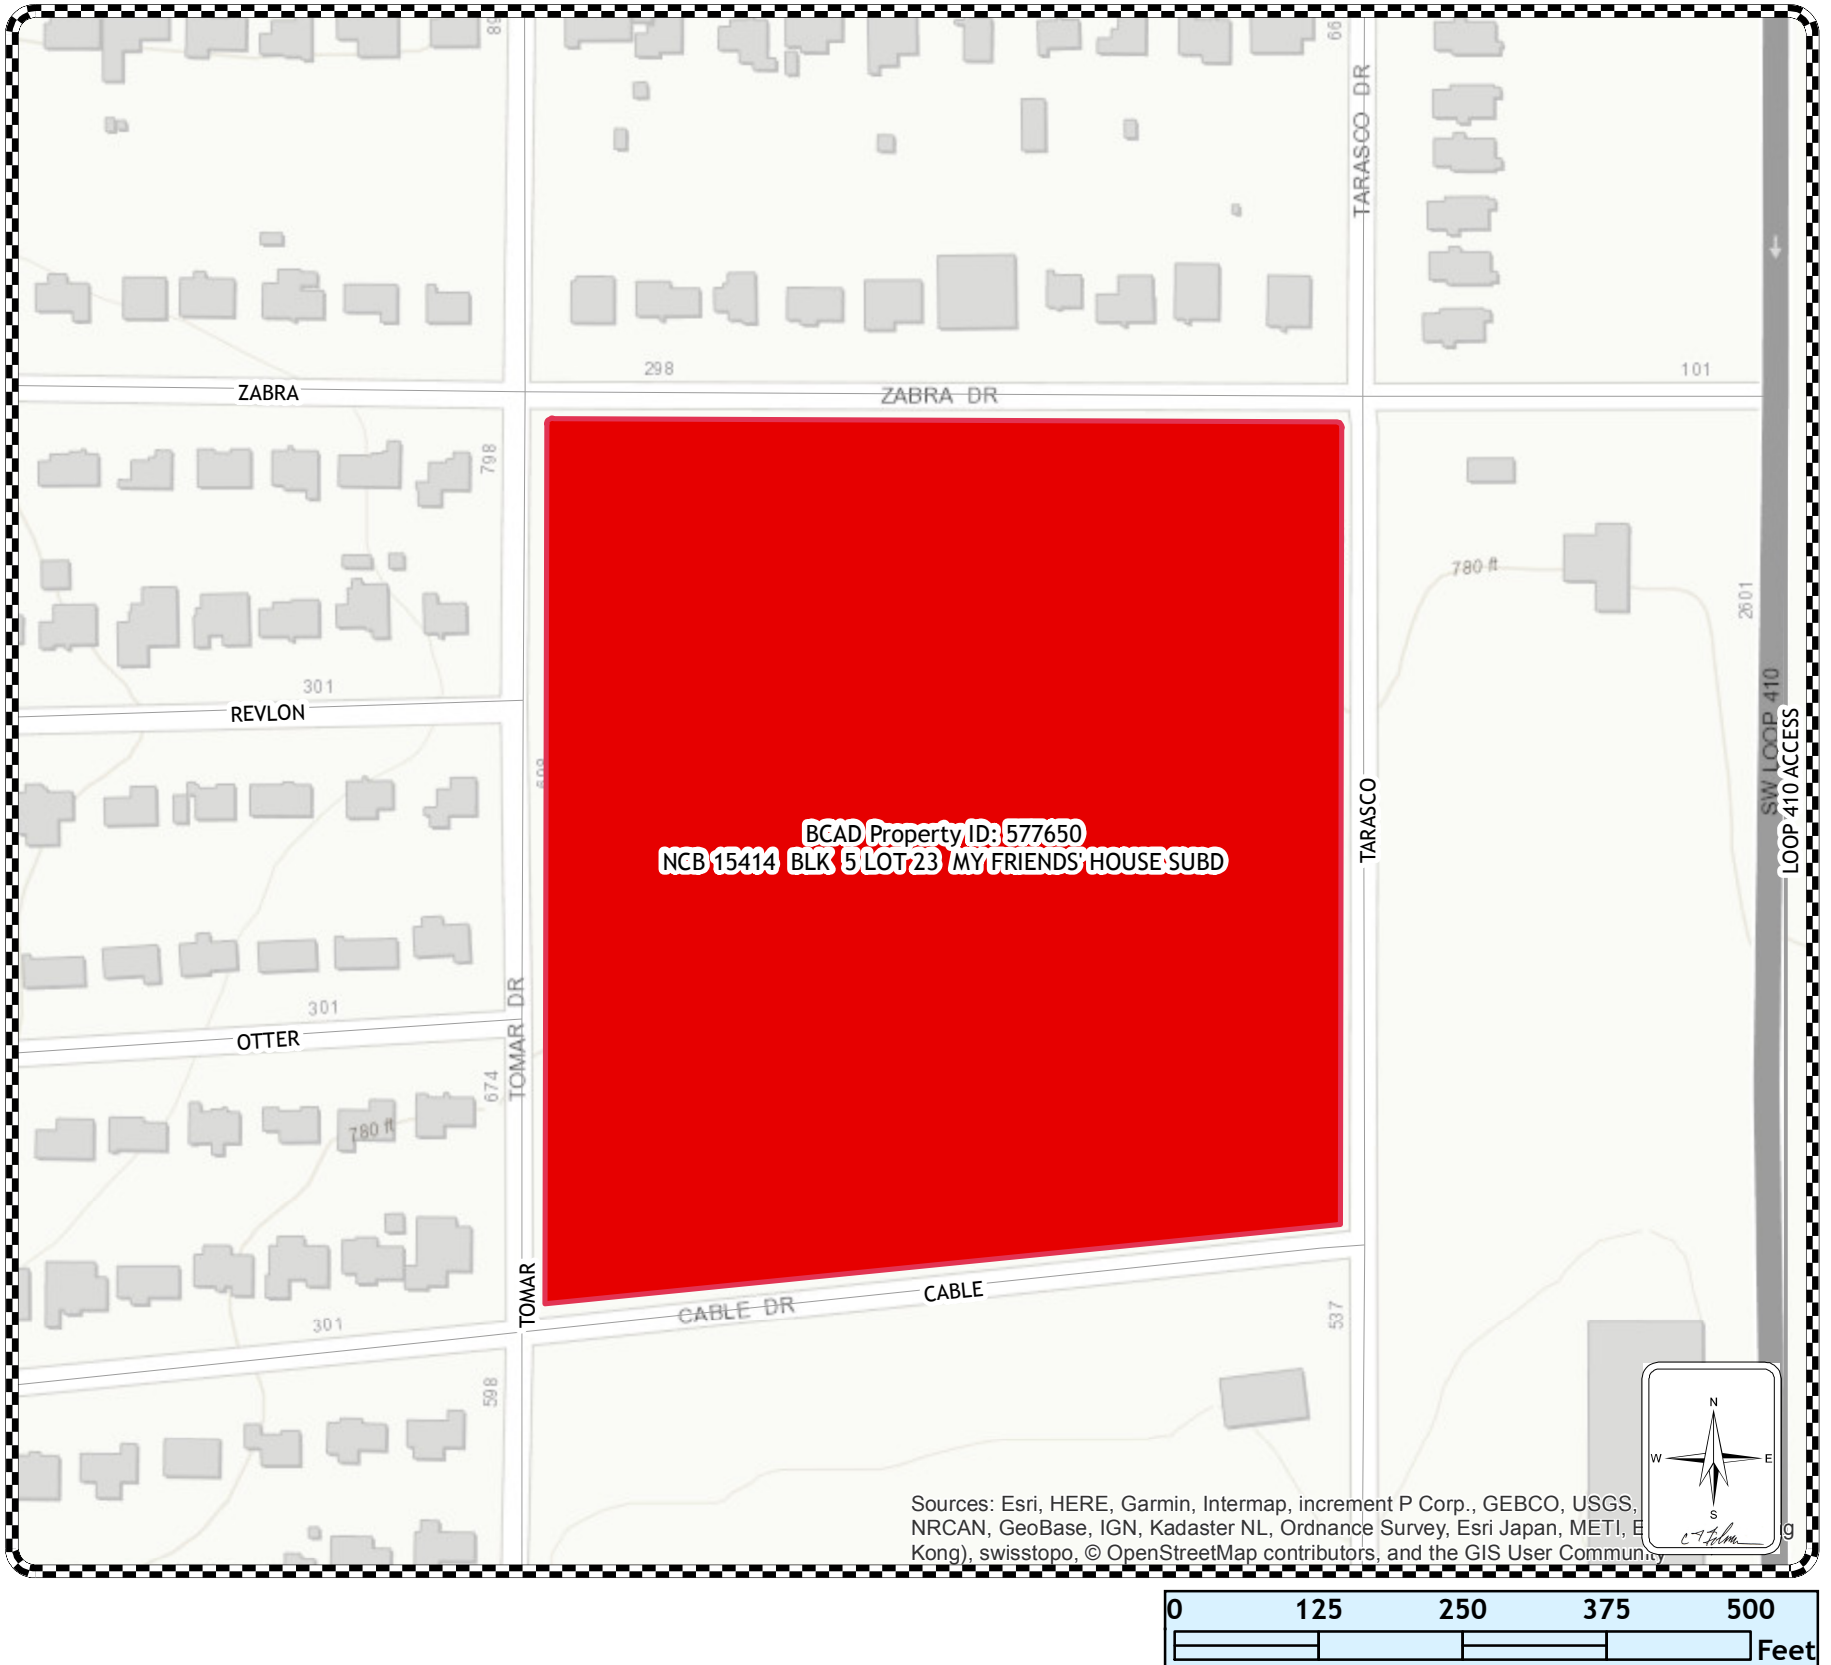 89
99
TARASCO DR
298
101
ZABRA
ZABRA DR
798
780 ft
2601
301
REVLON
SW LOOP 410
LOOP 410 ACCESS
698
TARASCO
BCAD Property ID: 577650
NCB 15414 BLK 5 LOT 23 MY FRIENDS' HOUSE SUBD
301
OTTER
TOMAR DR
674
780 ft
TOMAR
CABLE
CABLE DR
301
537
598
N
W
E
S
Sources: Esri, HERE, Garmin, Intermap, increment P Corp., GEBCO, USGS,
NRCAN, GeoBase, IGN, Kadaster NL, Ordnance Survey, Esri Japan, METI, E
Kong), swisstopo, © OpenStreetMap contributors, and the GIS User Community
0 125 250 375 500
Feet